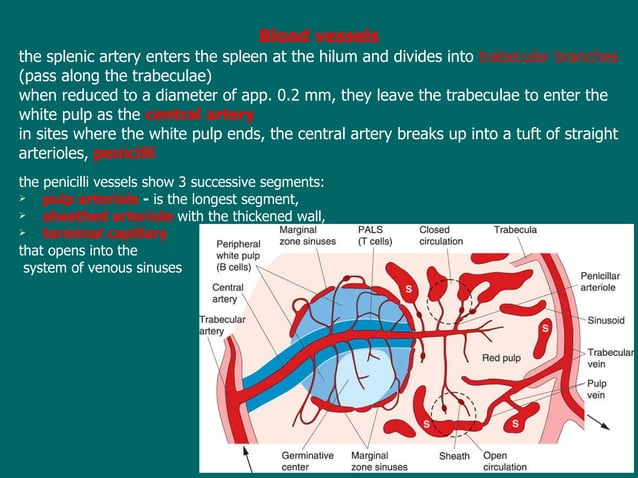 Blood vessels
the splenic artery enters the spleen at the hilum and divides into trabecular branches
(pass along the trabeculae)
when reduced to a diameter of app. 0.2 mm, they leave the trabeculae to enter the
white pulp as the central artery
in sites where the white pulp ends, the central artery breaks up into a tuft of straight
arterioles, penicilli
the penicilli vessels show 3 successive segments:
➢ pulp arteriole - is the longest segment,
➢ sheathed arteriole with the thickened wall,
➢ terminal capillary
that opens into the
system of venous sinuses
Peripheral
white pulp
(B cells)
Marginal
zone sinuses
PALS
(T cells)
Closed
circulation
Trabecula
Central
artery
Trabecular
artery
Penicillar
arteriole
Sinusoid
Trabecular
vein
Pulp
vein
Red pulp
S
S
S
S
Germinative
center
Marginal
zone sinuses
Sheath
Open
circulation